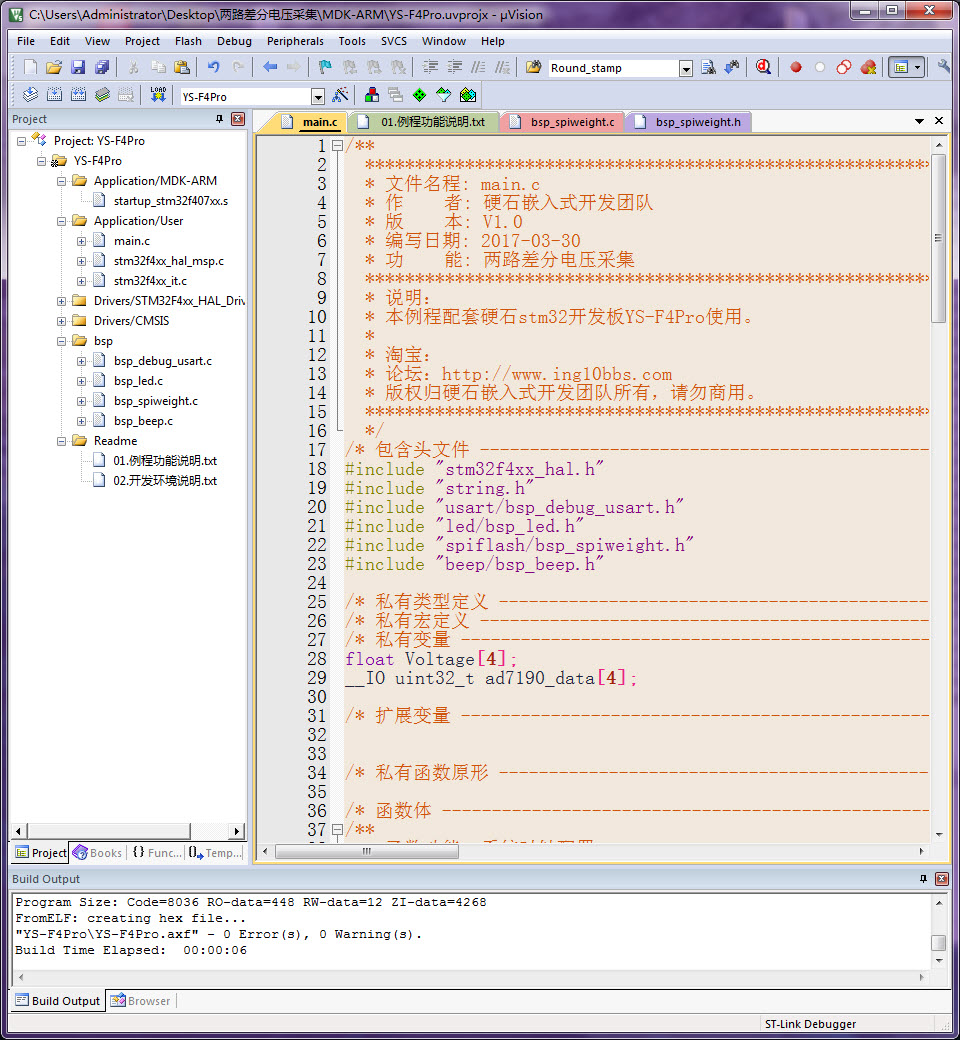 C:\Users\Administrator\Desktop\两路差分电压采集\MDK-ARM\YS-F4Pro.uvprojx - µVision
File Edit View Project Flash Debug Peripherals Tools SVCS Window Help
Round_stamp
LOAD YS-F4Pro
Project
Project: YS-F4Pro
YS-F4Pro
Application/MDK-ARM
startup_stm32f407xx.s
Application/User
main.c
stm32f4xx_hal_msp.c
stm32f4xx_it.c
Drivers/STM32F4xx_HAL_Driv
Drivers/CMSIS
bsp
bsp_debug_usart.c
bsp_led.c
bsp_spiweight.c
bsp_beep.c
Readme
01.例程功能说明.txt
02.开发环境说明.txt
Project Books {} Func... Temp...
main.c 01.例程功能说明.txt bsp_spiweight.c bsp_spiweight.h
1 /**
2 ************************************************************
3 * 文件名程: main.c
4 * 作    者: 硬石嵌入式开发团队
5 * 版    本: V1.0
6 * 编写日期: 2017-03-30
7 * 功    能: 两路差分电压采集
8 ************************************************************
9 * 说明：
10 * 本例程配套硬石stm32开发板YS-F4Pro使用。
11 *
12 * 淘宝：
13 * 论坛：http://www.ing10bbs.com
14 * 版权归硬石嵌入式开发团队所有，请勿商用。
15 ************************************************************
16 */
17 /* 包含头文件 ---------------------------------------------
18 #include "stm32f4xx_hal.h"
19 #include "string.h"
20 #include "usart/bsp_debug_usart.h"
21 #include "led/bsp_led.h"
22 #include "spiflash/bsp_spiweight.h"
23 #include "beep/bsp_beep.h"
24
25 /* 私有类型定义 -------------------------------------------
26 /* 私有宏定义 ---------------------------------------------
27 /* 私有变量 -----------------------------------------------
28 float Voltage[4];
29 __IO uint32_t ad7190_data[4];
30
31 /* 扩展变量 -----------------------------------------------
32
33
34 /* 私有函数原形 -------------------------------------------
35
36 /* 函数体 -------------------------------------------------
37 /**
Build Output
Program Size: Code=8036 RO-data=448 RW-data=12 ZI-data=4268
FromELF: creating hex file...
"YS-F4Pro\YS-F4Pro.axf" - 0 Error(s), 0 Warning(s).
Build Time Elapsed:  00:00:06
Build Output Browser
ST-Link Debugger